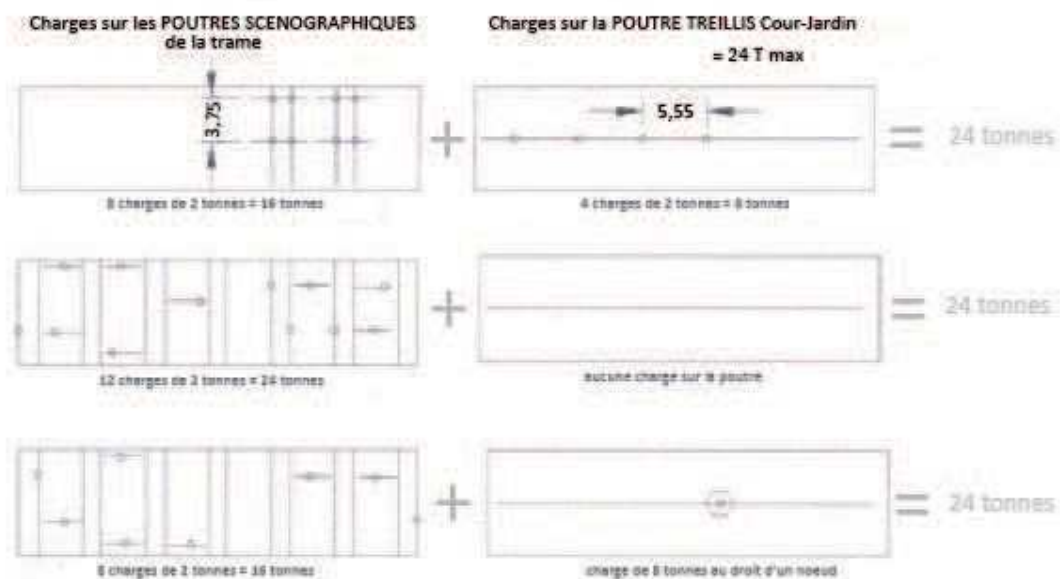 Charges sur les POUTRES SCENOGRAPHIQUES
de la trame
Charges sur la POUTRE TREILLIS Cour-Jardin
= 24 T max
3,75
+
5,55
= 24 tonnes
8 charges de 2 tonnes = 16 tonnes
4 charges de 2 tonnes = 8 tonnes
+
= 24 tonnes
12 charges de 2 tonnes = 24 tonnes
aucune charge sur la poutre
+
= 24 tonnes
8 charges de 2 tonnes = 16 tonnes
charge de 8 tonnes au droit d'un noeud